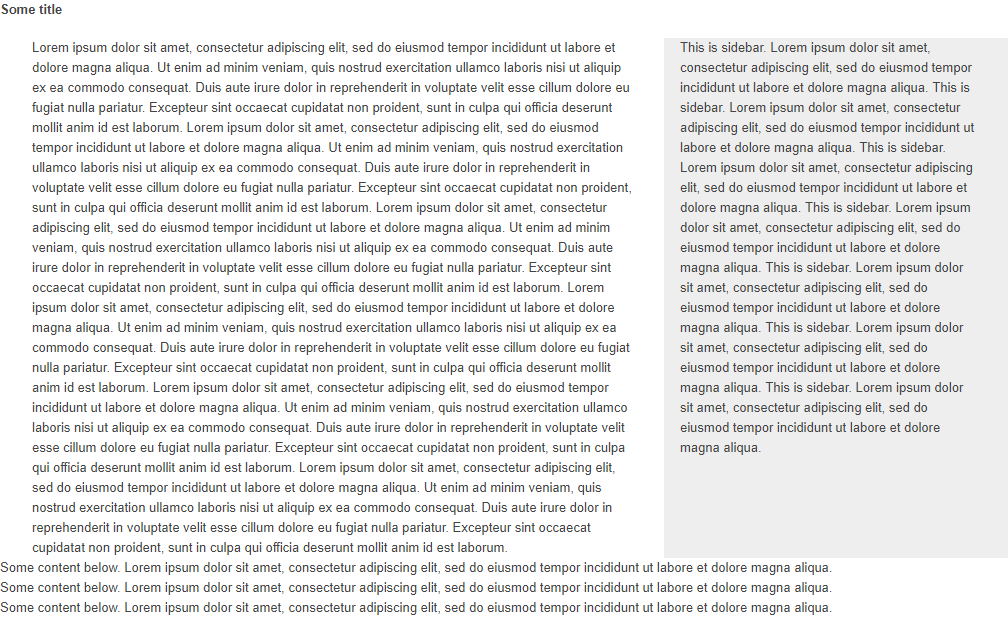 Some title
Lorem ipsum dolor sit amet, consectetur adipiscing elit, sed do eiusmod tempor incididunt ut labore et
dolore magna aliqua. Ut enim ad minim veniam, quis nostrud exercitation ullamco laboris nisi ut aliquip
ex ea commodo consequat. Duis aute irure dolor in reprehenderit in voluptate velit esse cillum dolore eu
fugiat nulla pariatur. Excepteur sint occaecat cupidatat non proident, sunt in culpa qui officia deserunt
mollit anim id est laborum. Lorem ipsum dolor sit amet, consectetur adipiscing elit, sed do eiusmod
tempor incididunt ut labore et dolore magna aliqua. Ut enim ad minim veniam, quis nostrud exercitation
ullamco laboris nisi ut aliquip ex ea commodo consequat. Duis aute irure dolor in reprehenderit in
voluptate velit esse cillum dolore eu fugiat nulla pariatur. Excepteur sint occaecat cupidatat non proident,
sunt in culpa qui officia deserunt mollit anim id est laborum. Lorem ipsum dolor sit amet, consectetur
adipiscing elit, sed do eiusmod tempor incididunt ut labore et dolore magna aliqua. Ut enim ad minim
veniam, quis nostrud exercitation ullamco laboris nisi ut aliquip ex ea commodo consequat. Duis aute
irure dolor in reprehenderit in voluptate velit esse cillum dolore eu fugiat nulla pariatur. Excepteur sint
occaecat cupidatat non proident, sunt in culpa qui officia deserunt mollit anim id est laborum. Lorem
ipsum dolor sit amet, consectetur adipiscing elit, sed do eiusmod tempor incididunt ut labore et dolore
magna aliqua. Ut enim ad minim veniam, quis nostrud exercitation ullamco laboris nisi ut aliquip ex ea
commodo consequat. Duis aute irure dolor in reprehenderit in voluptate velit esse cillum dolore eu fugiat
nulla pariatur. Excepteur sint occaecat cupidatat non proident, sunt in culpa qui officia deserunt mollit
anim id est laborum. Lorem ipsum dolor sit amet, consectetur adipiscing elit, sed do eiusmod tempor
incididunt ut labore et dolore magna aliqua. Ut enim ad minim veniam, quis nostrud exercitation ullamco
laboris nisi ut aliquip ex ea commodo consequat. Duis aute irure dolor in reprehenderit in voluptate velit
esse cillum dolore eu fugiat nulla pariatur. Excepteur sint occaecat cupidatat non proident, sunt in culpa
qui officia deserunt mollit anim id est laborum. Lorem ipsum dolor sit amet, consectetur adipiscing elit,
sed do eiusmod tempor incididunt ut labore et dolore magna aliqua. Ut enim ad minim veniam, quis
nostrud exercitation ullamco laboris nisi ut aliquip ex ea commodo consequat. Duis aute irure dolor in
reprehenderit in voluptate velit esse cillum dolore eu fugiat nulla pariatur. Excepteur sint occaecat
cupidatat non proident, sunt in culpa qui officia deserunt mollit anim id est laborum.
This is sidebar. Lorem ipsum dolor sit amet,
consectetur adipiscing elit, sed do eiusmod tempor
incididunt ut labore et dolore magna aliqua. This is
sidebar. Lorem ipsum dolor sit amet, consectetur
adipiscing elit, sed do eiusmod tempor incididunt ut
labore et dolore magna aliqua. This is sidebar.
Lorem ipsum dolor sit amet, consectetur adipiscing
elit, sed do eiusmod tempor incididunt ut labore et
dolore magna aliqua. This is sidebar. Lorem ipsum
dolor sit amet, consectetur adipiscing elit, sed do
eiusmod tempor incididunt ut labore et dolore
magna aliqua. This is sidebar. Lorem ipsum dolor
sit amet, consectetur adipiscing elit, sed do
eiusmod tempor incididunt ut labore et dolore
magna aliqua. This is sidebar. Lorem ipsum dolor
sit amet, consectetur adipiscing elit, sed do
eiusmod tempor incididunt ut labore et dolore
magna aliqua. This is sidebar. Lorem ipsum dolor
sit amet, consectetur adipiscing elit, sed do
eiusmod tempor incididunt ut labore et dolore
magna aliqua.
Some content below. Lorem ipsum dolor sit amet, consectetur adipiscing elit, sed do eiusmod tempor incididunt ut labore et dolore magna aliqua.
Some content below. Lorem ipsum dolor sit amet, consectetur adipiscing elit, sed do eiusmod tempor incididunt ut labore et dolore magna aliqua.
Some content below. Lorem ipsum dolor sit amet, consectetur adipiscing elit, sed do eiusmod tempor incididunt ut labore et dolore magna aliqua.